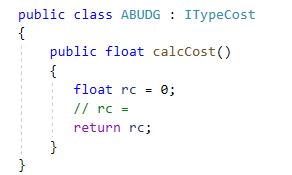 public class ABUDG : ITypeCost
{
public float calcCost()
{
float rc = 0;
// rc =
return rc;
}
}